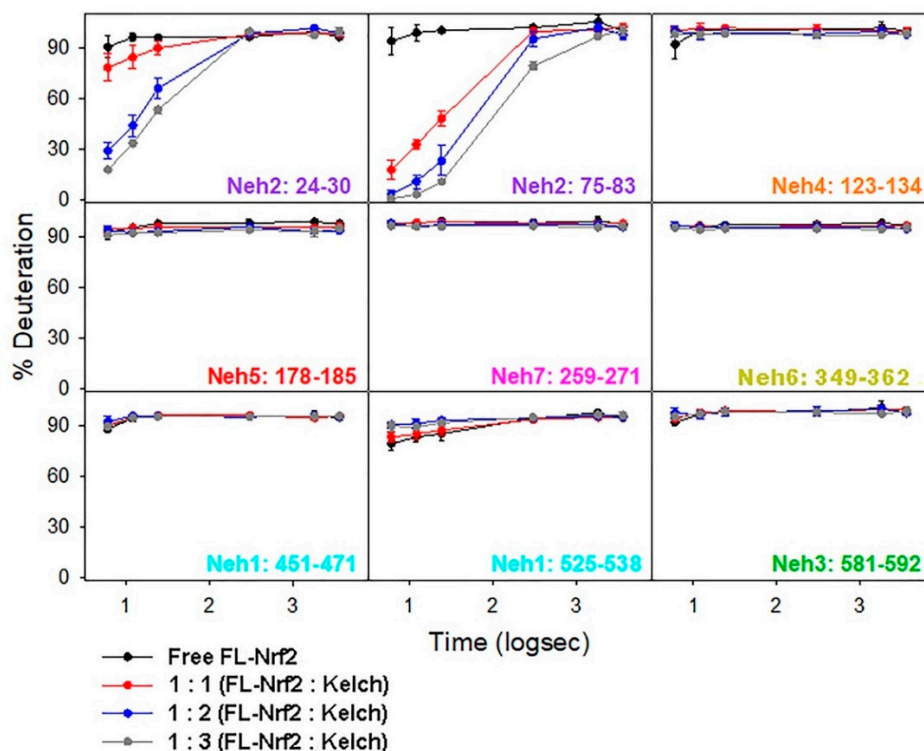 90
60
30
0
Neh2: 24-30
Neh2: 75-83
Neh4: 123-134
% Deuteration
90
60
30
0
Neh5: 178-185
Neh7: 259-271
Neh6: 349-362
90
60
30
0
Neh1: 451-471
Neh1: 525-538
Neh3: 581-592
1 2 3 1 2 3 1 2 3
Time (logsec)
Free FL-Nrf2
1 : 1 (FL-Nrf2 : Kelch)
1 : 2 (FL-Nrf2 : Kelch)
1 : 3 (FL-Nrf2 : Kelch)